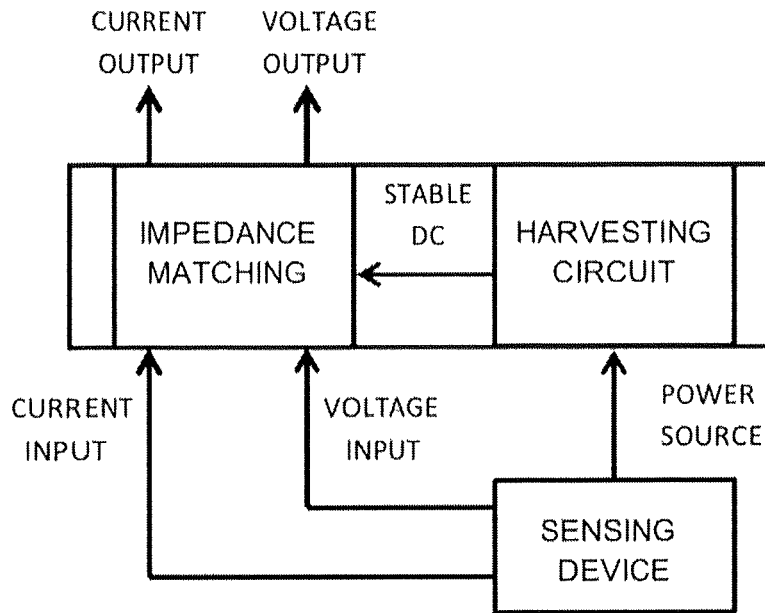 CURRENT
OUTPUT
VOLTAGE
OUTPUT
IMPEDANCE
MATCHING
STABLE
DC
HARVESTING
CIRCUIT
CURRENT
INPUT
VOLTAGE
INPUT
POWER
SOURCE
SENSING
DEVICE